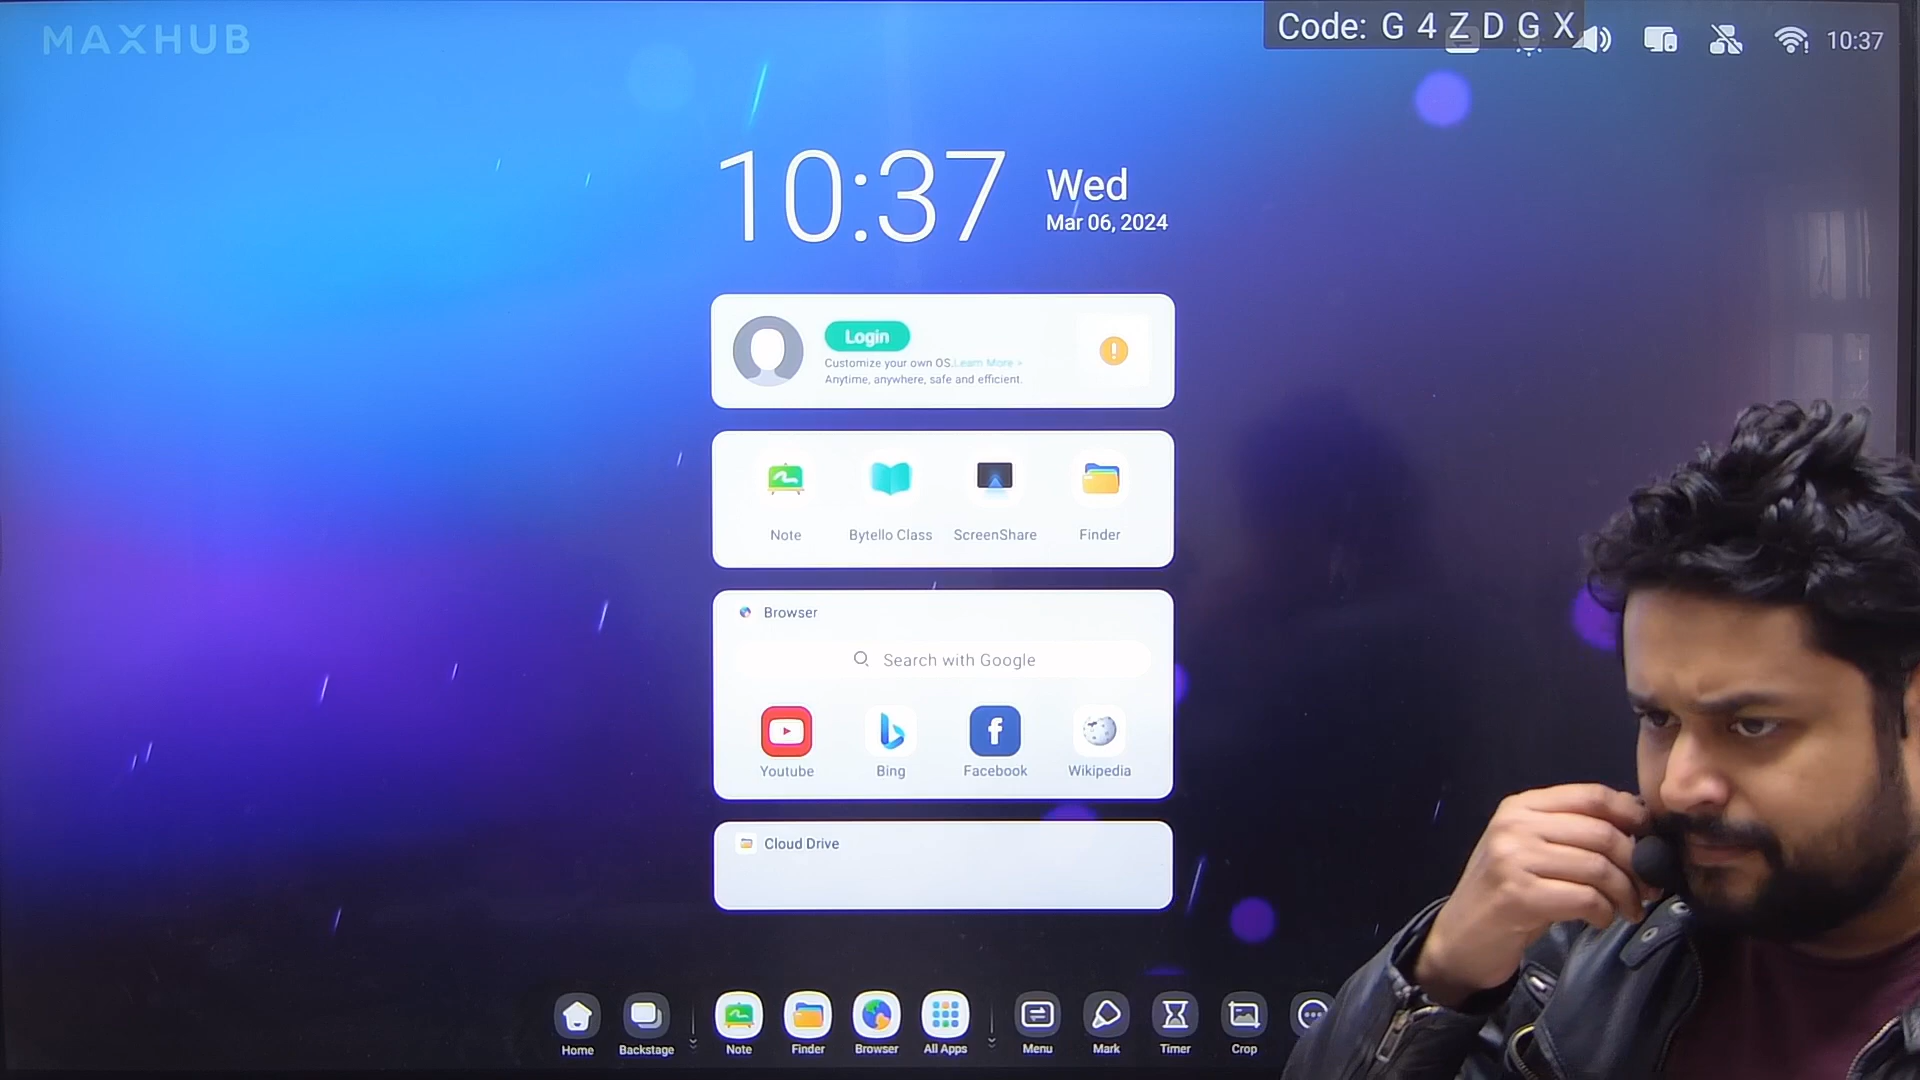 MAXHUB
Code: G 4 Z D G X
10:37
10:37
Wed
Mar 06, 2024
Login
Customize your own OS. Learn More >
Anytime, anywhere, safe and efficient.
Note
Bytello Class
ScreenShare
Finder
Browser
Search with Google
Youtube
Bing
Facebook
Wikipedia
Cloud Drive
Home
Backstage
Note
Finder
Browser
All Apps
Menu
Mark
Timer
Crop